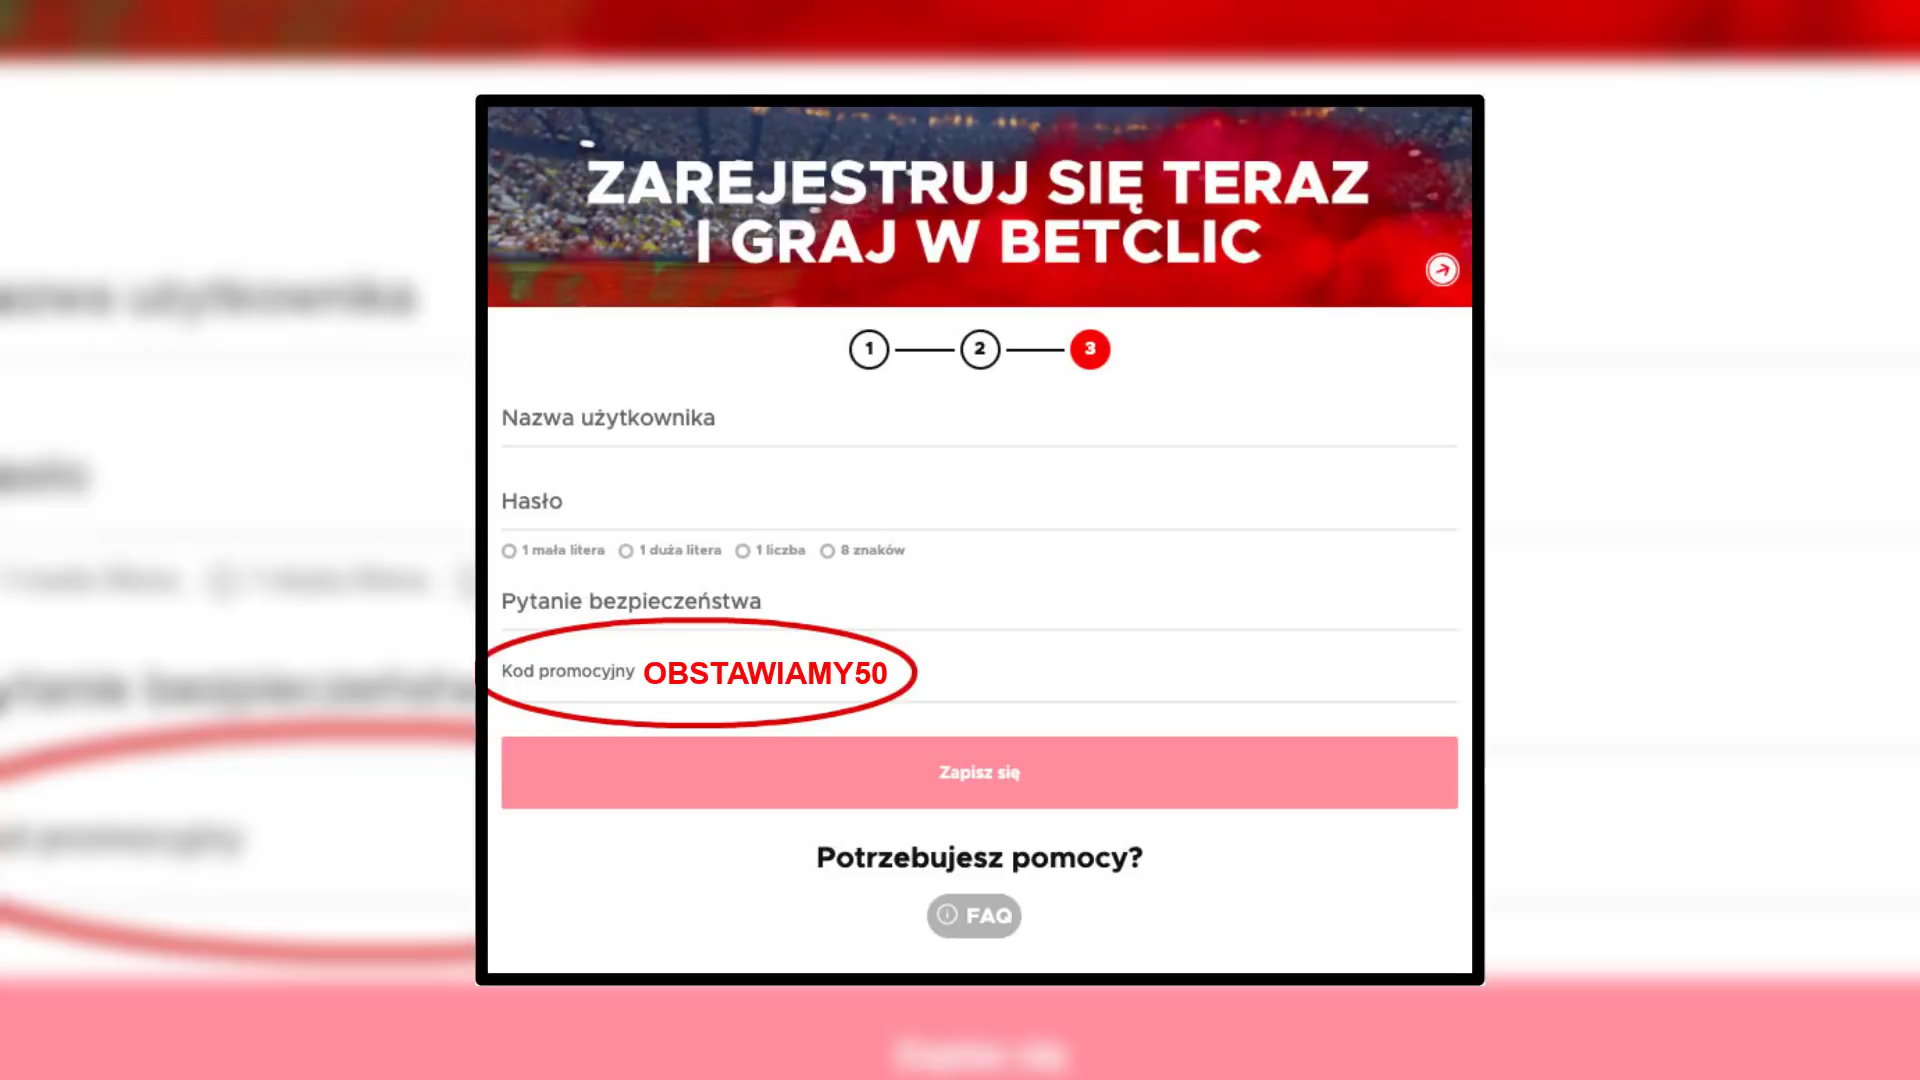 ZAREJESTRUJ SIĘ TERAZ
I GRAJ W BETCLIC
1 2 3
Nazwa użytkownika
Hasło
1 mała litera 1 duża litera 1 liczba 8 znaków
Pytanie bezpieczeństwa
Kod promocyjny OBSTAWIAMY50
Zapisz się
Potrzebujesz pomocy?
FAQ